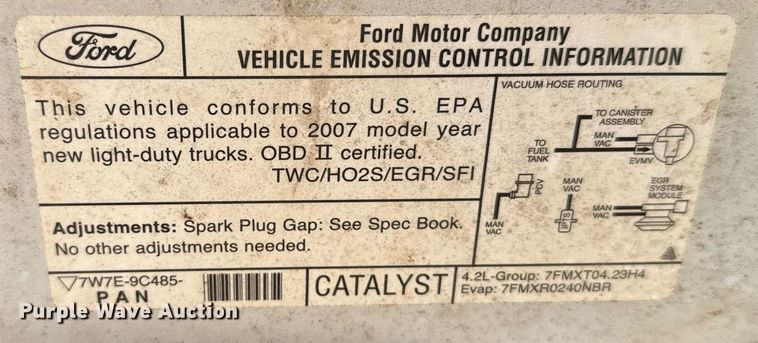 Ford
Ford Motor Company
VEHICLE EMISSION CONTROL INFORMATION
This vehicle conforms to U.S. EPA
regulations applicable to 2007 model year
new light-duty trucks. OBD II certified.
TWC/HO2S/EGR/SFI
Adjustments: Spark Plug Gap: See Spec Book.
No other adjustments needed.
VACUUM HOSE ROUTING
TO CANISTER
ASSEMBLY
TO
FUEL
TANK
MAN
VAC
EVMV
PCV
MAN
VAC
MAN
VAC
IPTS
EGR
SYSTEM
MODULE
MAN
VAC
▽7W7E-9C485-
PAN
CATALYST
4.2L-Group: 7FMXT04.23H4
Evap: 7FMXR0240NBR
Purple Wave Auction